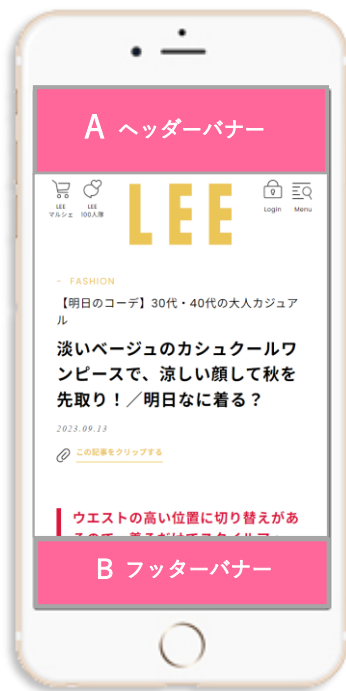 A ヘッダーバナー
LEE
マルシェ
LEE
100人隊
LEE
Login
Menu
- FASHION
【明日のコーデ】30代・40代の大人カジュア
ル
淡いベージュのカシュクールワ
ンピースで、涼しい顔して秋を
先取り！／明日なに着る？
2023.09.13
この記事をクリップする
ウエストの高い位置に切り替えがあ
B フッターバナー